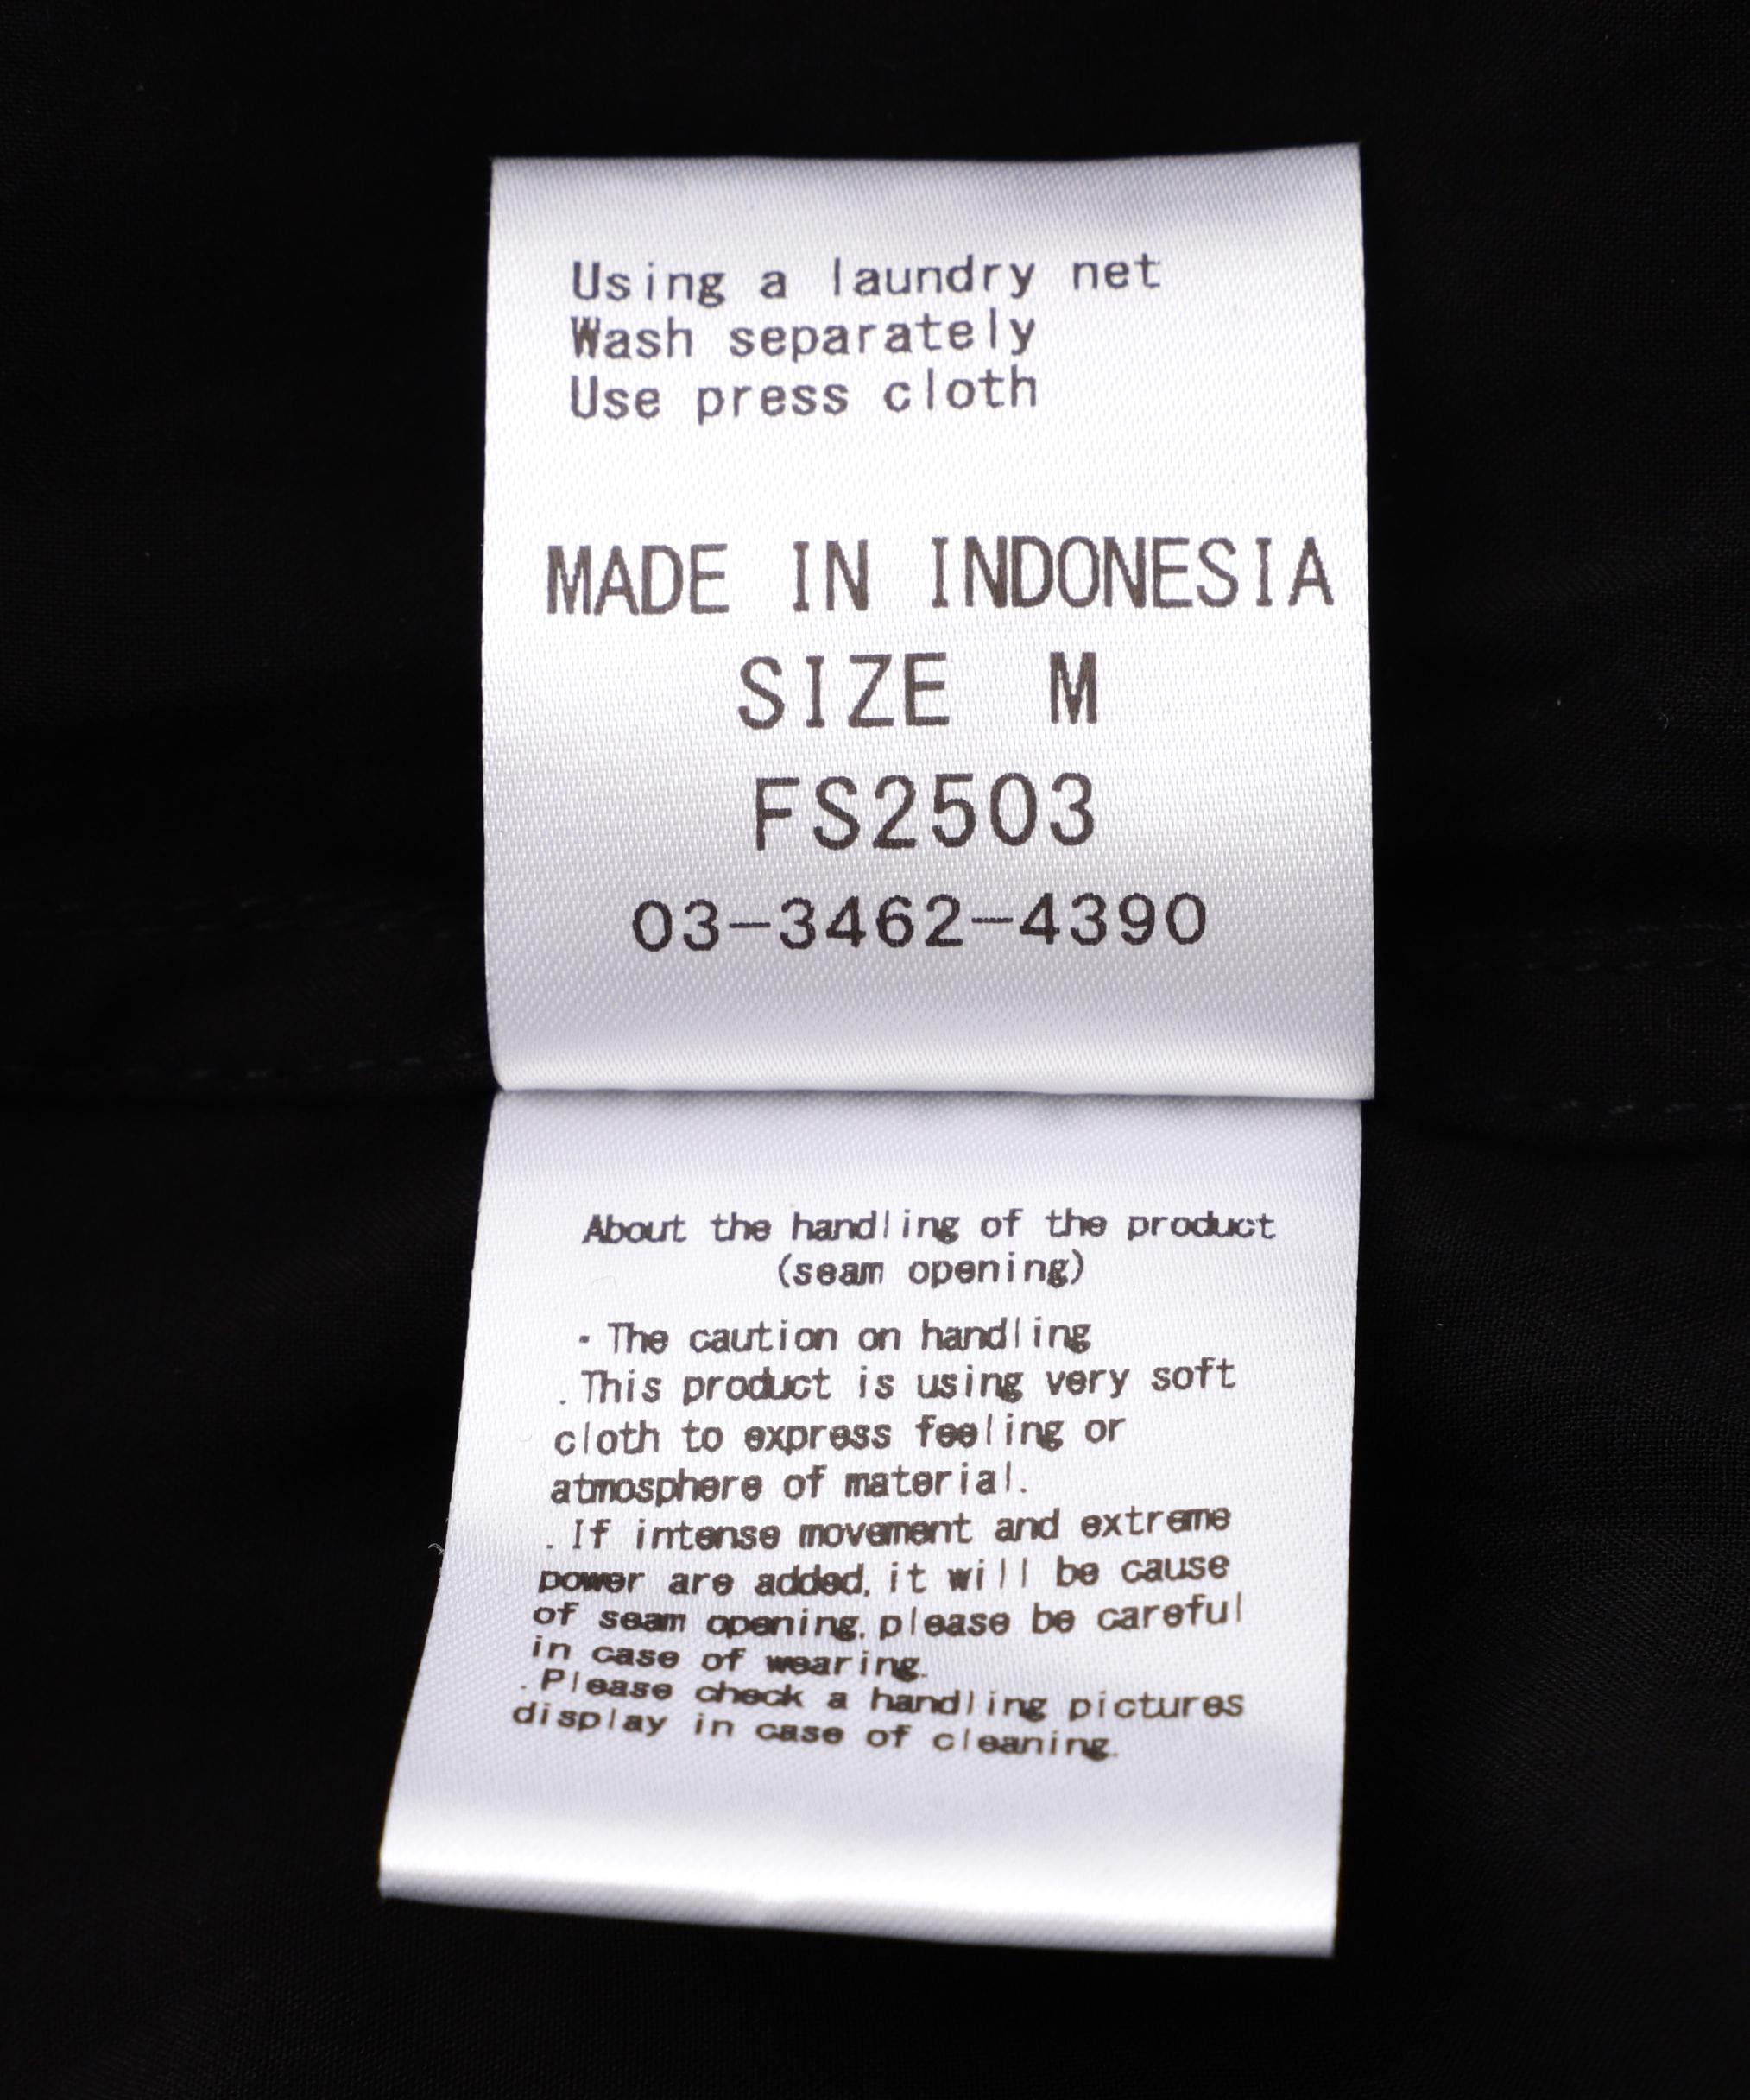 Using a laundry net
Wash separately
Use press cloth
MADE IN INDONESIA
SIZE M
FS2503
03-3462-4390
About the handling of the product
(seam opening)
・The caution on handling
.This product is using very soft
cloth to express feeling or
atmosphere of material.
.If intense movement and extreme
power are added, it will be cause
of seam opening, please be careful
in case of wearing.
.Please check a handling pictures
display in case of cleaning.